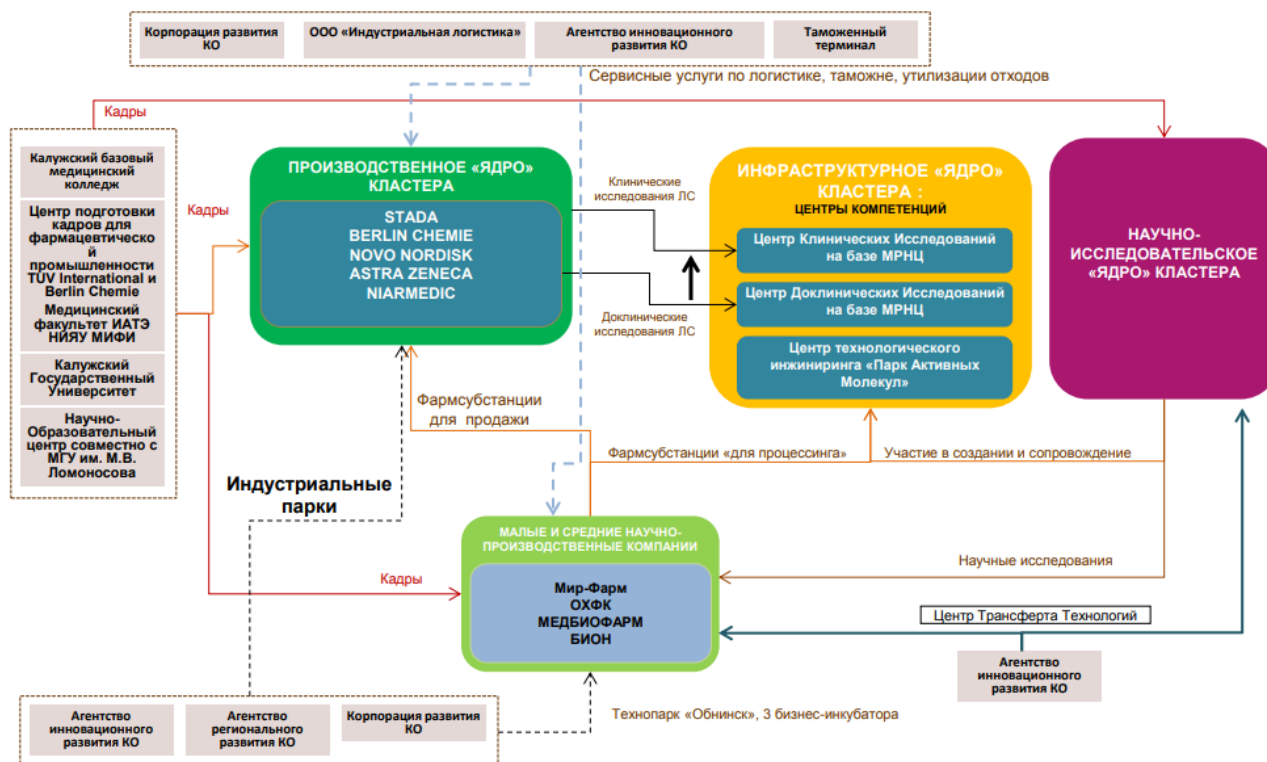 Корпорация развития
КО
ООО «Индустриальная логистика»
Агентство инновационного
развития КО
Таможенный
терминал
Сервисные услуги по логистике, таможне, утилизации отходов
Кадры
Калужский базовый
медицинский
колледж
Центр подготовки
кадров для
фармацевтическо
й
промышленности
TUV International и
Berlin Chemie
Медицинский
факультет ИАТЭ
НИЯУ МИФИ
Калужский
Государственный
Университет
Научно-
Образовательный
центр совместно с
МГУ им. М.В.
Ломоносова
Кадры
ПРОИЗВОДСТВЕННОЕ «ЯДРО»
КЛАСТЕРА
STADA
BERLIN CHEMIE
NOVO NORDISK
ASTRA ZENECA
NIARMEDIC
Клинические
исследования ЛС
Доклинические
исследования ЛС
ИНФРАСТРУКТУРНОЕ «ЯДРО»
КЛАСТЕРА :
ЦЕНТРЫ КОМПЕТЕНЦИЙ
Центр Клинических Исследований
на базе МРНЦ
Центр Доклинических Исследований
на базе МРНЦ
Центр технологического
инжиниринга «Парк Активных
Молекул»
НАУЧНО-
ИССЛЕДОВАТЕЛЬСКОЕ
«ЯДРО» КЛАСТЕРА
Фармсубстанции
для продажи
Фармсубстанции «для процессинга»
Участие в создании и сопровождение
Индустриальные
парки
МАЛЫЕ И СРЕДНИЕ НАУЧНО-
ПРОИЗВОДСТВЕННЫЕ КОМПАНИИ
Мир-Фарм
ОХФК
МЕДБИОФАРМ
БИОН
Кадры
Научные исследования
Центр Трансферта Технологий
Агентство
инновационного
развития КО
Агентство
инновационного
развития КО
Агентство
регионального
развития КО
Корпорация развития
КО
Технопарк «Обнинск», 3 бизнес-инкубатора